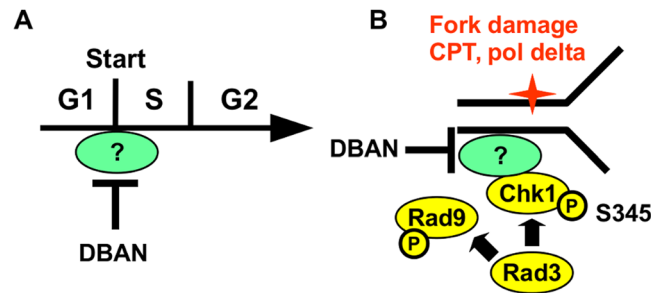 A
Start
G1 S G2
?
DBAN
B
Fork damage
CPT, pol delta
DBAN
?
Chk1
P
S345
Rad9
P
Rad3